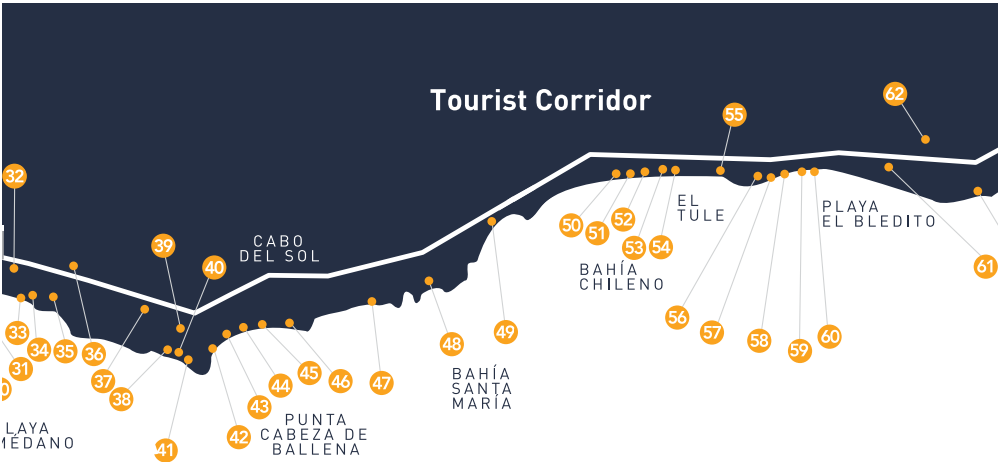 Tourist Corridor
62
55
32
50
51
52
53
54
EL
TULE
PLAYA
EL BLEDITO
39
40
CABO
DEL SOL
BAHÍA
CHILENO
61
56
57
58
59
60
33
34
35
36
31
37
38
41
42
43
44
45
46
47
48
49
BAHÍA
SANTA
MARÍA
PUNTA
CABEZA DE
BALLENA
LAYA
MÉDANO